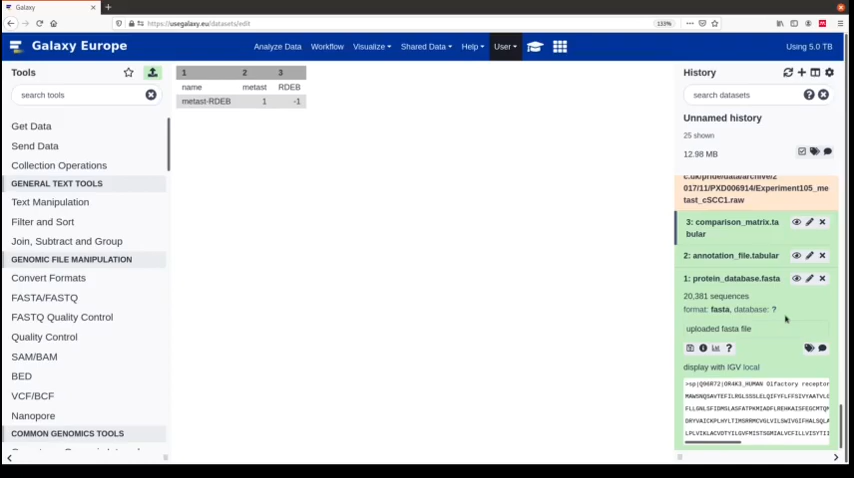 Galaxy
https://usegalaxy.eu/datasets/edit
133%
Galaxy Europe
Analyze Data
Workflow
Visualize
Shared Data
Help
User
Using 5.0 TB
Tools
search tools
Get Data
Send Data
Collection Operations
GENERAL TEXT TOOLS
Text Manipulation
Filter and Sort
Join, Subtract and Group
GENOMIC FILE MANIPULATION
Convert Formats
FASTA/FASTQ
FASTQ Quality Control
Quality Control
SAM/BAM
BED
VCF/BCF
Nanopore
COMMON GENOMICS TOOLS
1 2 3
name metast RDEB
metast-RDEB 1 -1
History
search datasets
Unnamed history
25 shown
12.98 MB
c.uk/pride/data/archive/2
017/11/PXD006914/Experiment105_me
tast_cSCC1.raw
3: comparison_matrix.ta
bular
2: annotation_file.tabular
1: protein_database.fasta
20,381 sequences
format: fasta, database: ?
uploaded fasta file
display with IGV local
>sp|Q96R72|OR4K3_HUMAN Olfactory receptor